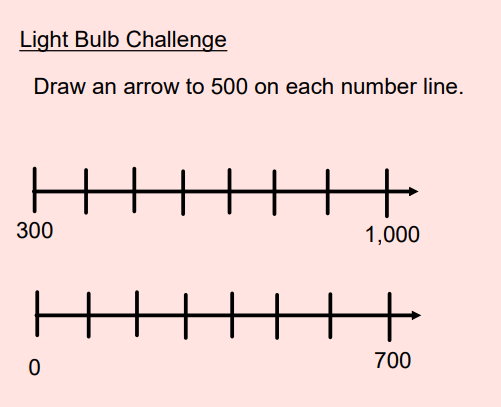 Light Bulb Challenge
Draw an arrow to 500 on each number line.
300 1,000
0 700